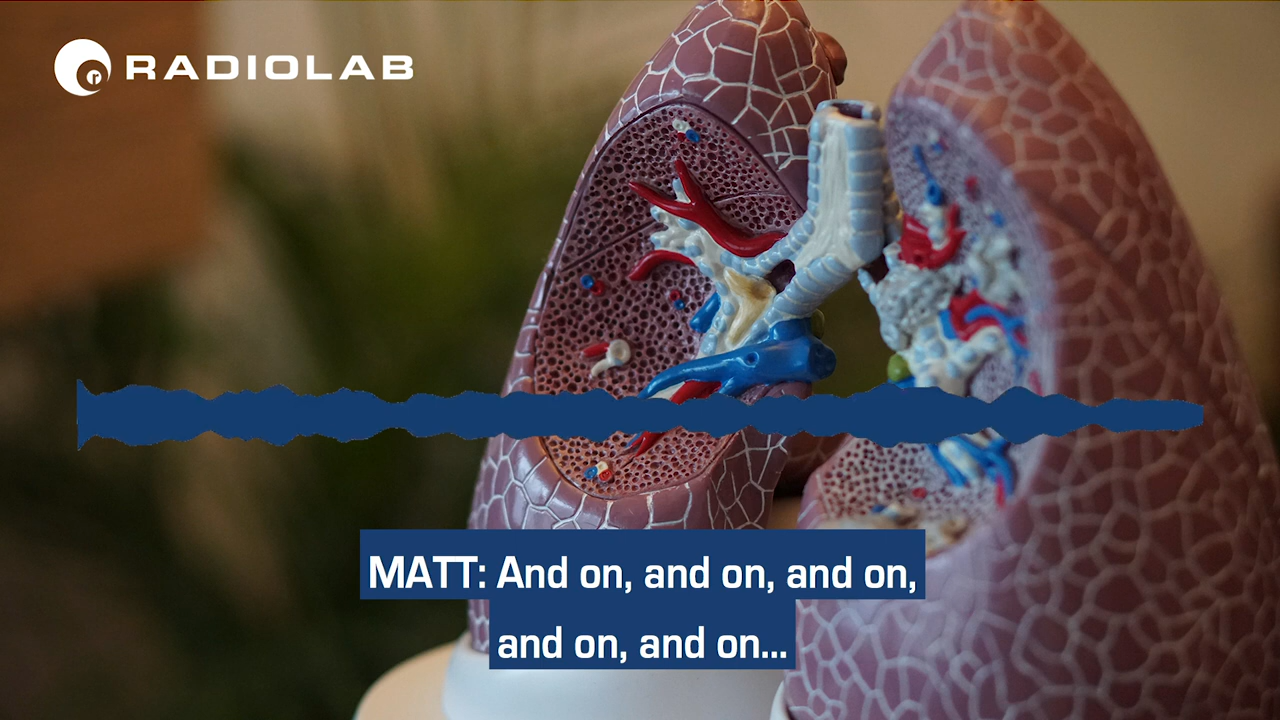 RADIOLAB
MATT: And on, and on, and on,
and on, and on...